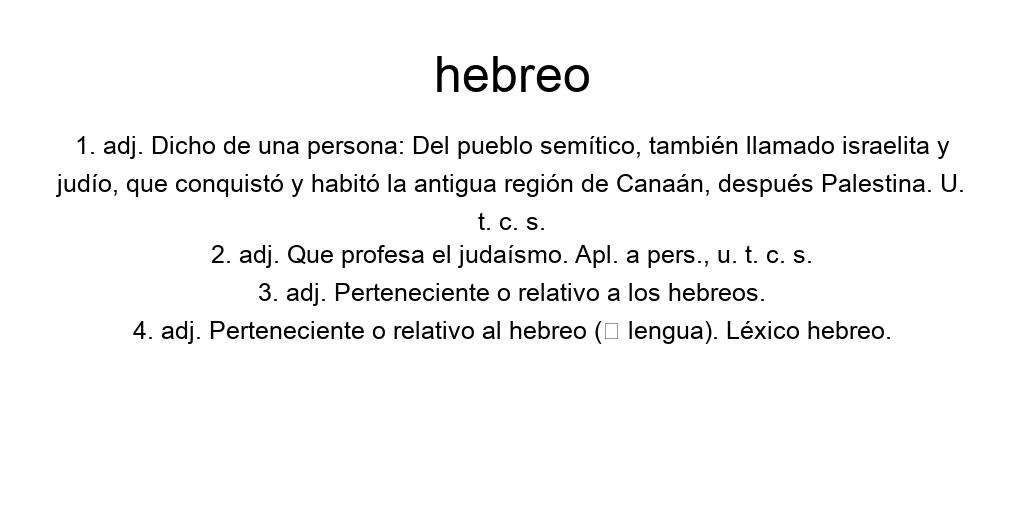 hebreo
1. adj. Dicho de una persona: Del pueblo semítico, también llamado israelita y
judío, que conquistó y habitó la antigua región de Canaán, después Palestina. U.
t. c. s.
2. adj. Que profesa el judaísmo. Apl. a pers., u. t. c. s.
3. adj. Perteneciente o relativo a los hebreos.
4. adj. Perteneciente o relativo al hebreo (□ lengua). Léxico hebreo.